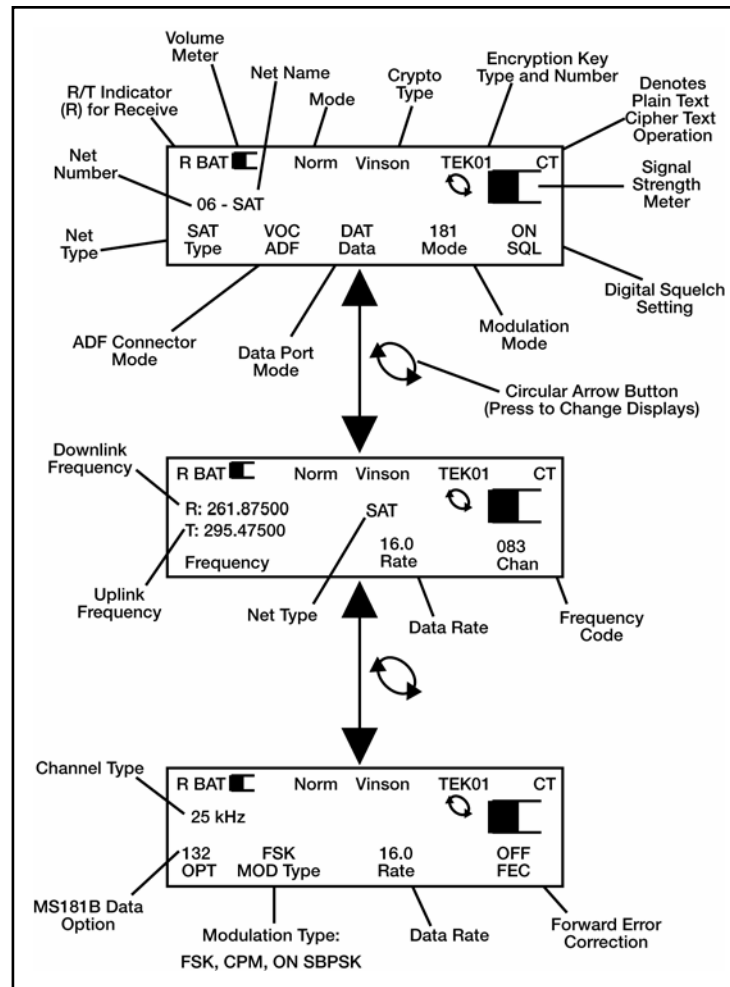 Volume
Meter
Net Name
R/T Indicator
(R) for Receive
Mode
Crypto
Type
Encryption Key
Type and Number
Denotes
Plain Text
Cipher Text
Operation
Net
Number
R BAT Norm Vinson TEK01 CT
06 - SAT
Signal
Strength
Meter
Net
Type
SAT VOC DAT 181 ON
Type ADF Data Mode SQL
Digital Squelch
Setting
ADF Connector
Mode
Data Port
Mode
Modulation
Mode
Circular Arrow Button
(Press to Change Displays)
Downlink
Frequency
R BAT Norm Vinson TEK01 CT
R: 261.87500
T: 295.47500
SAT
16.0 083
Frequency Rate Chan
Uplink
Frequency
Net Type
Data Rate
Frequency
Code
Channel Type
R BAT Norm Vinson TEK01 CT
25 kHz
132 FSK 16.0 OFF
OPT MOD Type Rate FEC
MS181B Data
Option
Modulation Type:
FSK, CPM, ON SBPSK
Data Rate
Forward Error
Correction